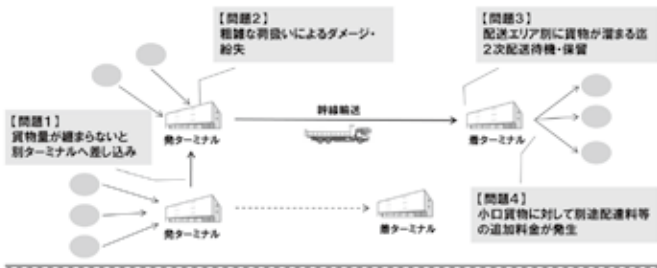 【問題2】
粗雑な荷扱いによるダメージ・
紛失
【問題3】
配送エリア別に貨物が溜まる迄
2次配送待機・保留
【問題1】
貨物量が纏まらないと
別ターミナルへ差し込み
発ターミナル
幹線輸送
着ターミナル
発ターミナル
着ターミナル
【問題4】
小口貨物に対して別途配達料等
の追加料金が発生